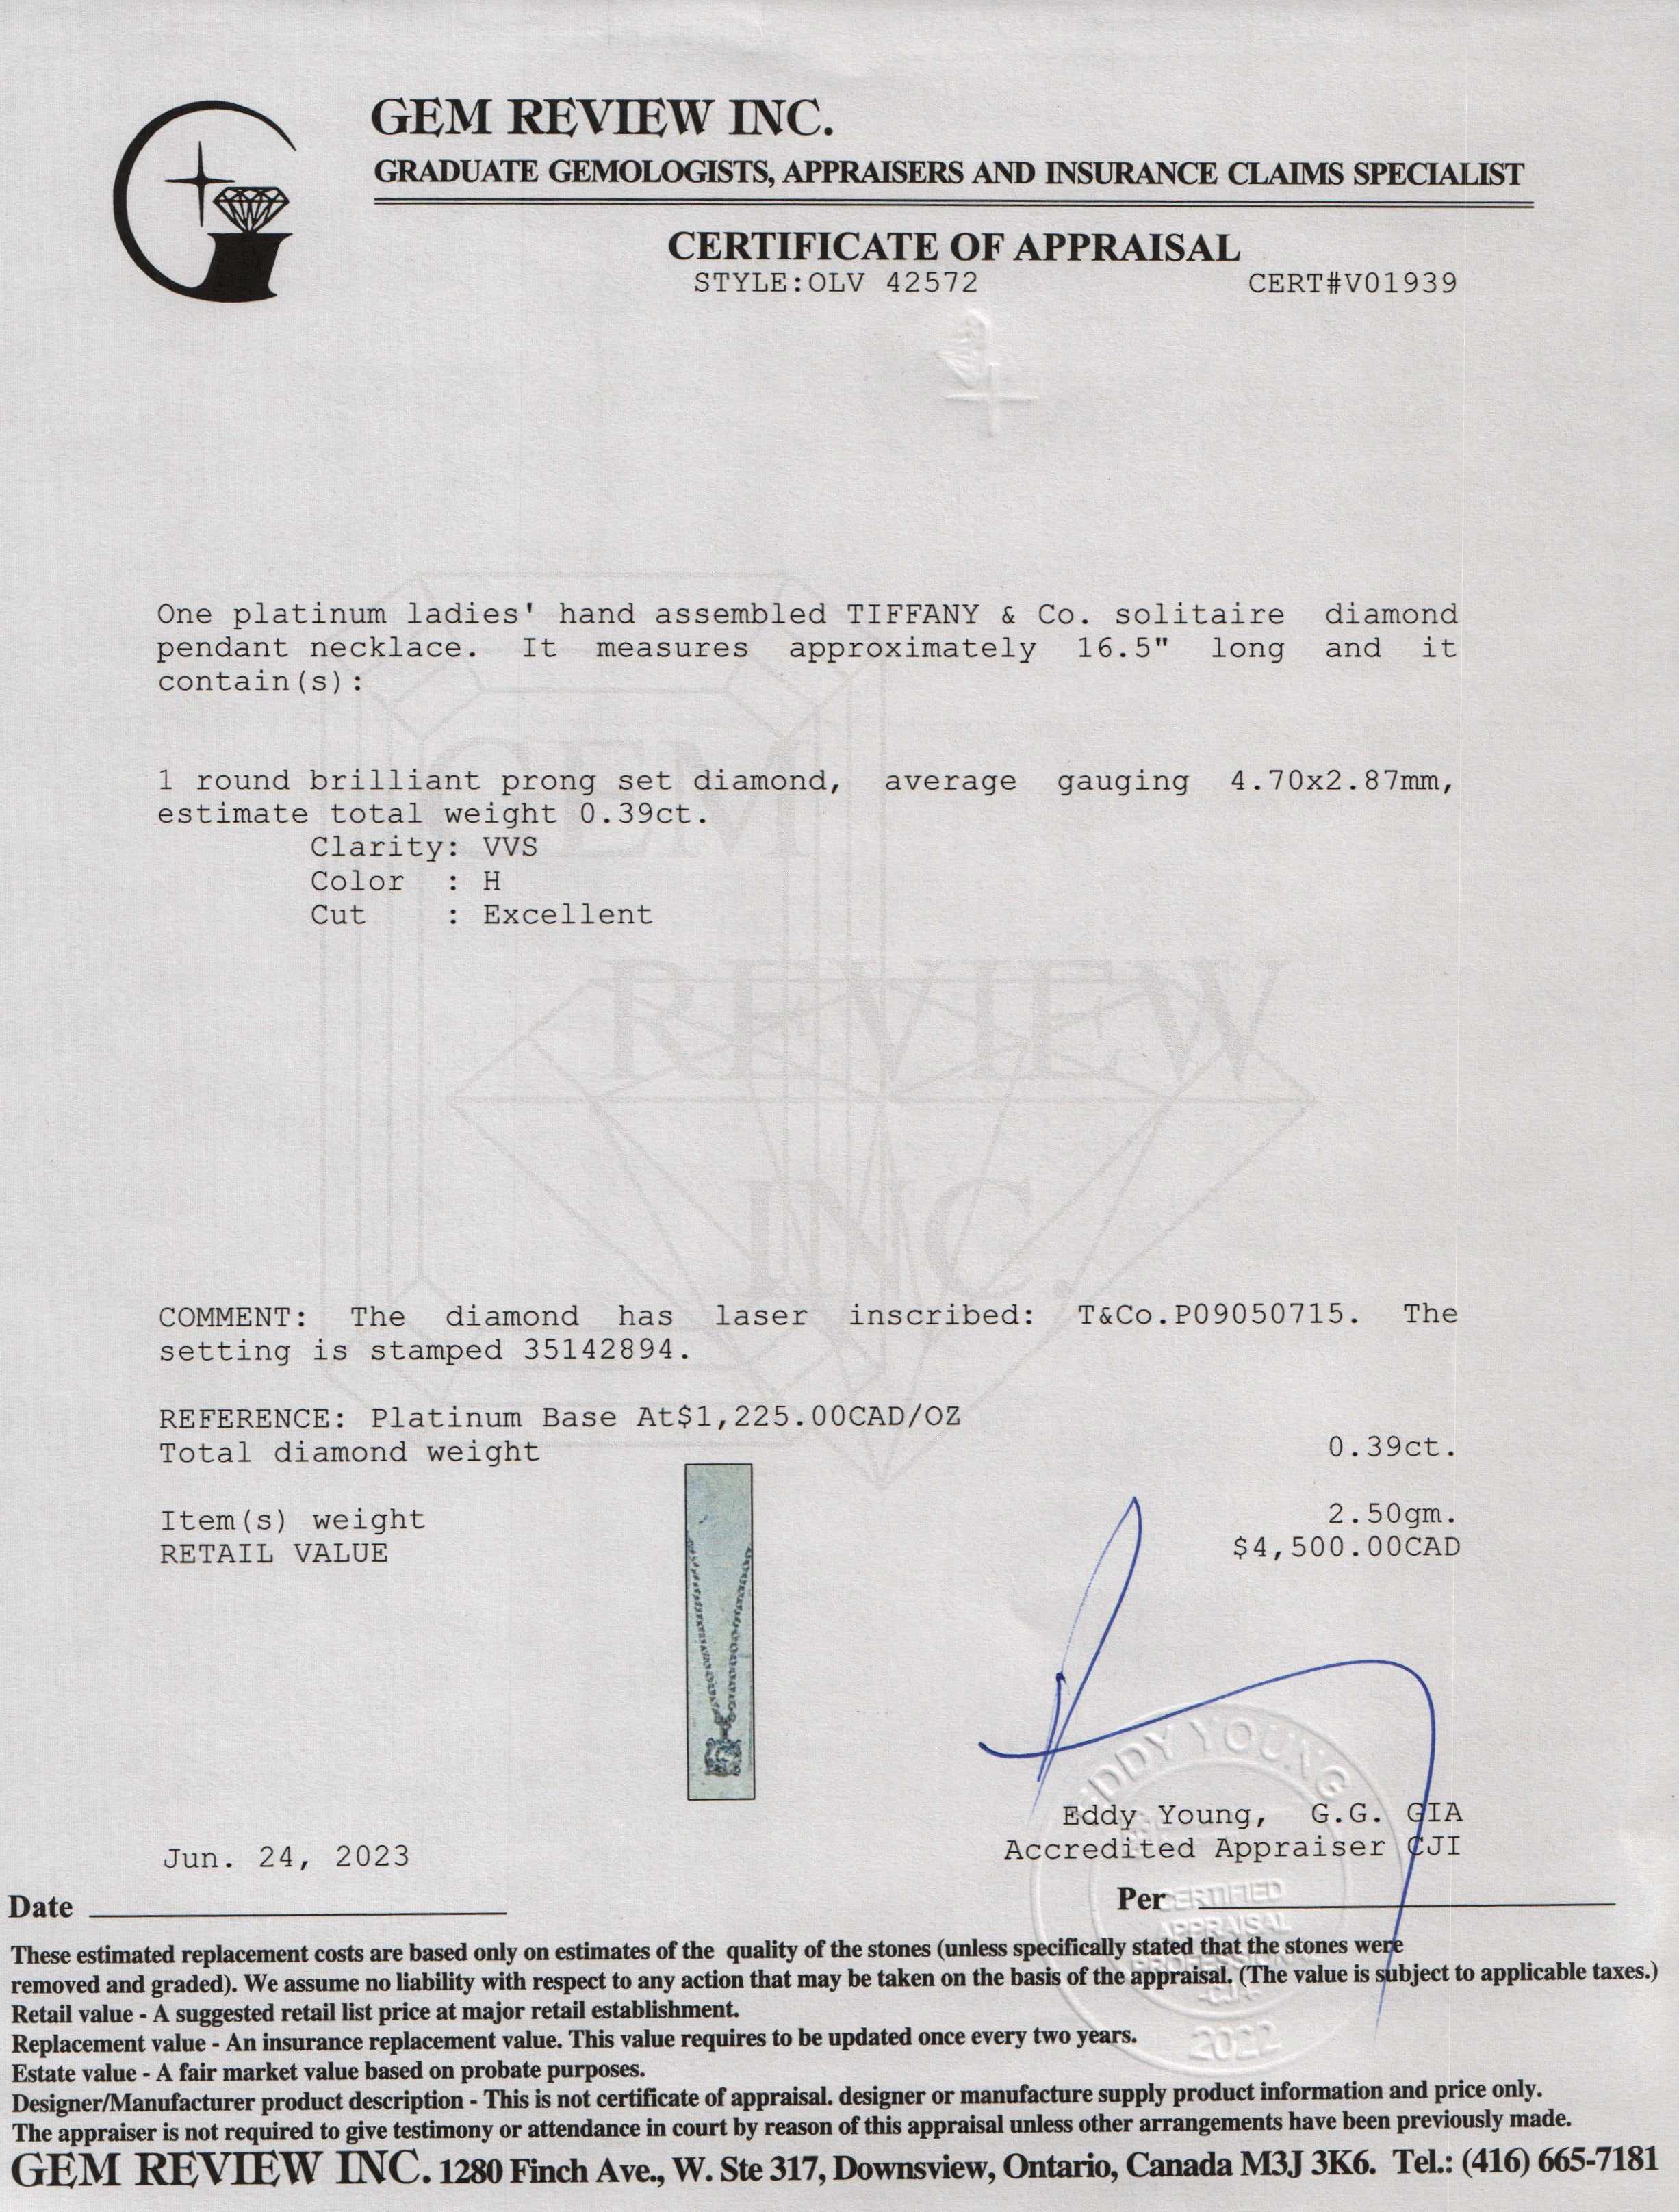 GEM REVIEW INC.
GRADUATE GEMOLOGISTS, APPRAISERS AND INSURANCE CLAIMS SPECIALIST
CERTIFICATE OF APPRAISAL
STYLE:OLV 42572 CERT#V01939
One platinum ladies' hand assembled TIFFANY & Co. solitaire diamond
pendant necklace. It measures approximately 16.5" long and it
contain(s):
1 round brilliant prong set diamond, average gauging 4.70x2.87mm,
estimate total weight 0.39ct.
Clarity: VVS
Color : H
Cut : Excellent
GEM
REVIEW
INC.
COMMENT: The diamond has laser inscribed: T&Co.P09050715. The
setting is stamped 35142894.
REFERENCE: Platinum Base At$1,225.00CAD/OZ
Total diamond weight 0.39ct.
Item(s) weight 2.50gm.
RETAIL VALUE $4,500.00CAD
EDDY YOUNG
Eddy Young, G.G. GIA
Accredited Appraiser CJI
Jun. 24, 2023
Date
Per
CERTIFIED
APPRAISAL
PROFESSIONAL
-CJA-
2022
These estimated replacement costs are based only on estimates of the quality of the stones (unless specifically stated that the stones were
removed and graded). We assume no liability with respect to any action that may be taken on the basis of the appraisal. (The value is subject to applicable taxes.)
Retail value - A suggested retail list price at major retail establishment.
Replacement value - An insurance replacement value. This value requires to be updated once every two years.
Estate value - A fair market value based on probate purposes.
Designer/Manufacturer product description - This is not certificate of appraisal. designer or manufacture supply product information and price only.
The appraiser is not required to give testimony or attendance in court by reason of this appraisal unless other arrangements have been previously made.
GEM REVIEW INC. 1280 Finch Ave., W. Ste 317, Downsview, Ontario, Canada M3J 3K6. Tel.: (416) 665-7181